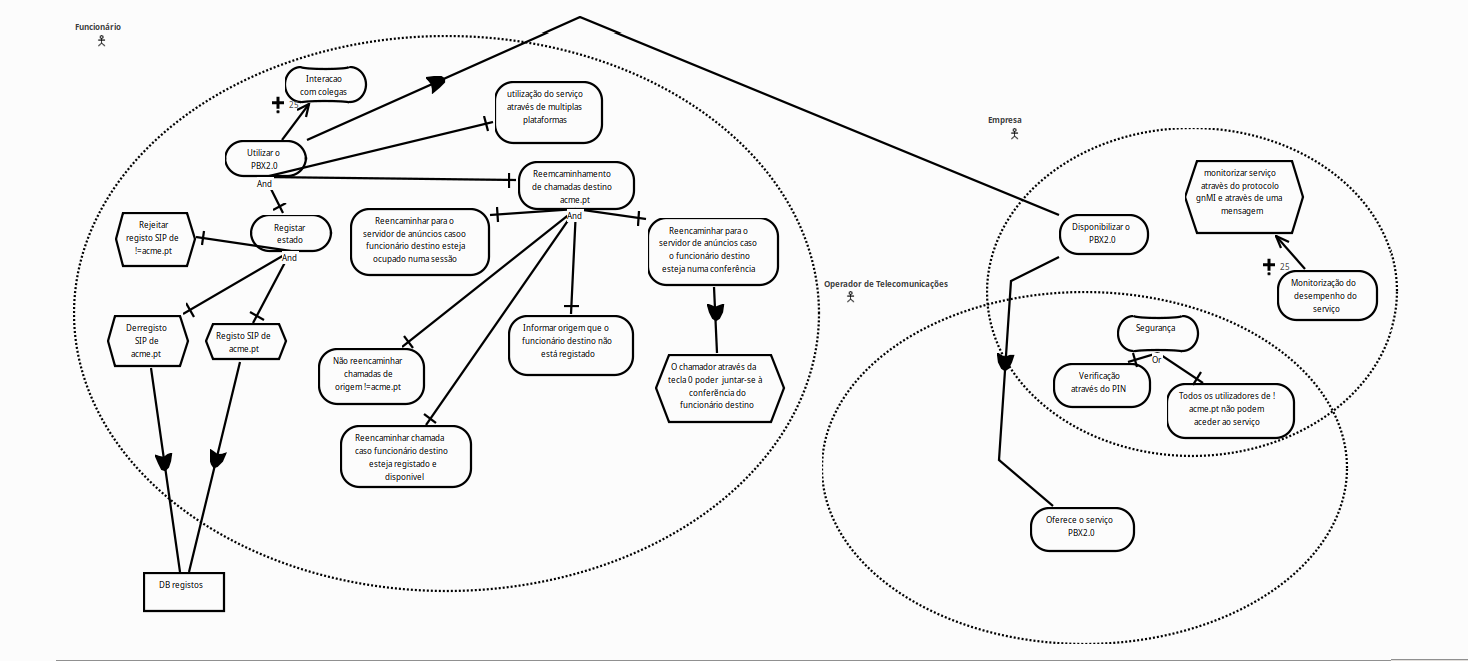 Funcionário
Interacao
com colegas
25
utilização do serviço
através de multiplas
plataformas
Utilizar o
PBX2.0
And
Reemcaminhamento
de chamadas destino
acme.pt
And
Rejeitar
registo SIP de
!=acme.pt
Registar
estado
And
Reencaminhar para o
servidor de anúncios casoo
funcionário destino esteja
ocupado numa sessão
Reencaminhar para o
servidor de anúncios caso
o funcionário destino
esteja numa conferência
Derregisto
SIP de
acme.pt
Registo SIP de
acme.pt
Não reencaminhar
chamadas de
origem !=acme.pt
Informar origem que o
funcionário destino não
está registado
O chamador através da
tecla 0 poder juntar-se à
conferência do
funcionário destino
Reencaminhar chamada
caso funcionário destino
esteja registado e
disponivel
DB registos
Empresa
monitorizar serviço
através do protocolo
gnMI e através de uma
mensagem
Disponibilizar o
PBX2.0
25
Monitorização do
desempenho do
serviço
Operador de Telecomunicações
Segurança
Or
Verificação
através do PIN
Todos os utilizadores de !
acme.pt não podem
aceder ao serviço
Oferece o serviço
PBX2.0